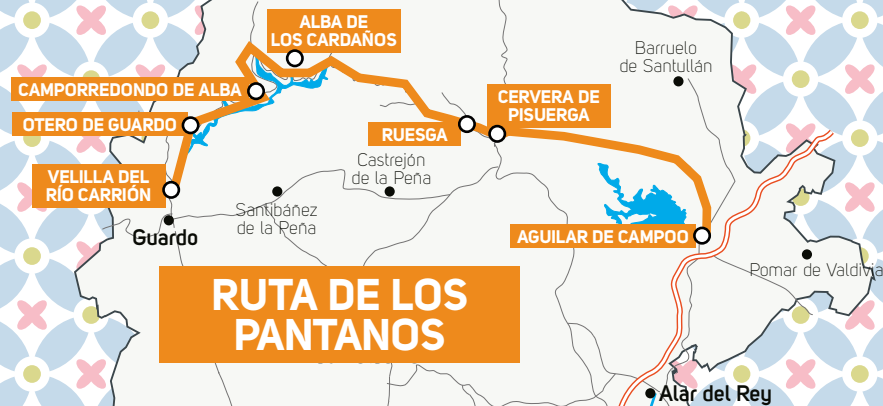 ALBA DE
LOS CARDAÑOS
Barruelo
de Santullán
CAMPORREDONDO DE ALBA
CERVERA DE
PISUERGA
OTERO DE GUARDO
RUESGA
Castrejón
de la Peña
VELILLA DEL
RÍO CARRIÓN
Santibáñez
de la Peña
Guardo
AGUILAR DE CAMPOO
Pomar de Valdivia
RUTA DE LOS
PANTANOS
Alar del Rey